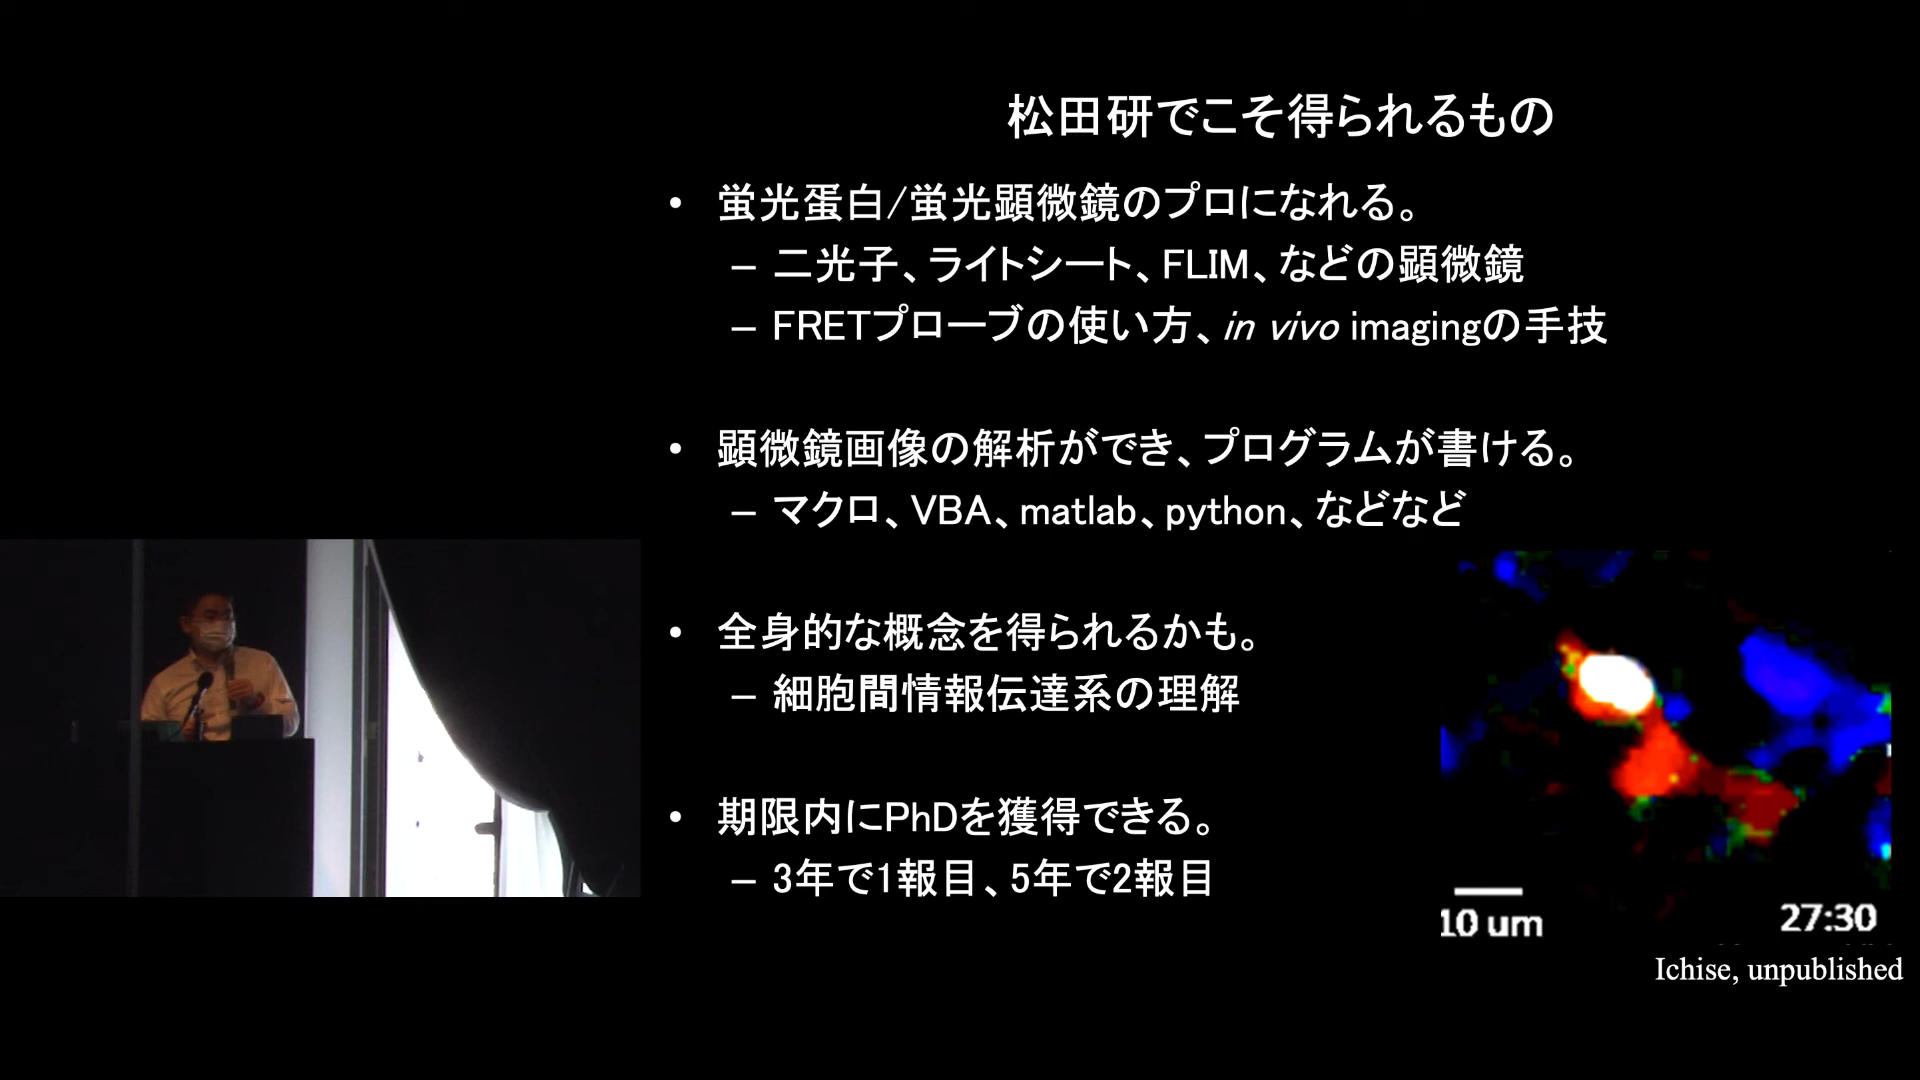 松田研でこそ得られるもの
• 蛍光蛋白/蛍光顕微鏡のプロになれる。
– 二光子、ライトシート、FLIM、などの顕微鏡
– FRETプローブの使い方、in vivo imagingの手技
• 顕微鏡画像の解析ができ、プログラムが書ける。
– マクロ、VBA、matlab、python、などなど
• 全身的な概念を得られるかも。
– 細胞間情報伝達系の理解
• 期限内にPhDを獲得できる。
– 3年で1報目、5年で2報目
10 um
27:30
Ichise, unpublished